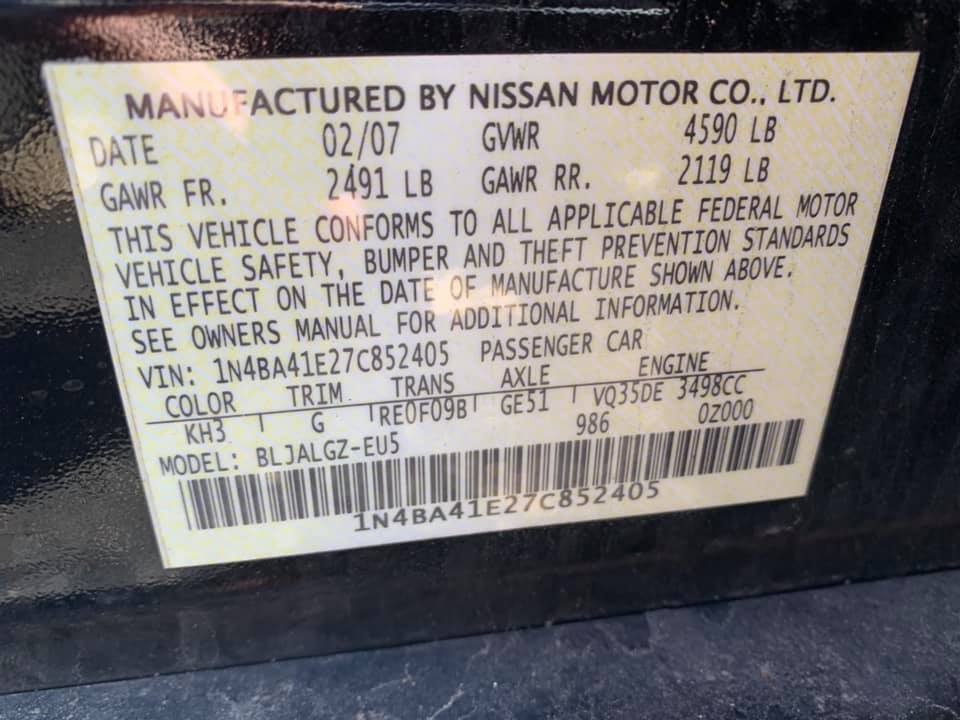 MANUFACTURED BY NISSAN MOTOR CO., LTD.
DATE 02/07 GVWR 4590 LB
GAWR FR. 2491 LB GAWR RR. 2119 LB
THIS VEHICLE CONFORMS TO ALL APPLICABLE FEDERAL MOTOR
VEHICLE SAFETY, BUMPER AND THEFT PREVENTION STANDARDS
IN EFFECT ON THE DATE OF MANUFACTURE SHOWN ABOVE.
SEE OWNERS MANUAL FOR ADDITIONAL INFORMATION.
VIN: 1N4BA41E27C852405 PASSENGER CAR
COLOR TRIM TRANS AXLE ENGINE
KH3 G RE0F09B GE51 VQ35DE 3498CC
986 0Z000
MODEL: BLJALGZ-EU5
1N4BA41E27C852405